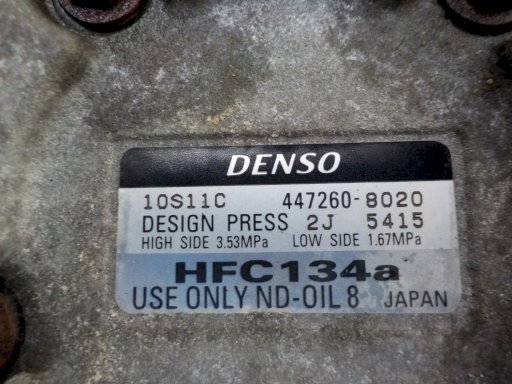 DENSO
10S11C 447260-8020
DESIGN PRESS 2J 5415
HIGH SIDE 3.53MPa LOW SIDE 1.67MPa
HFC134a
USE ONLY ND-OIL 8 JAPAN